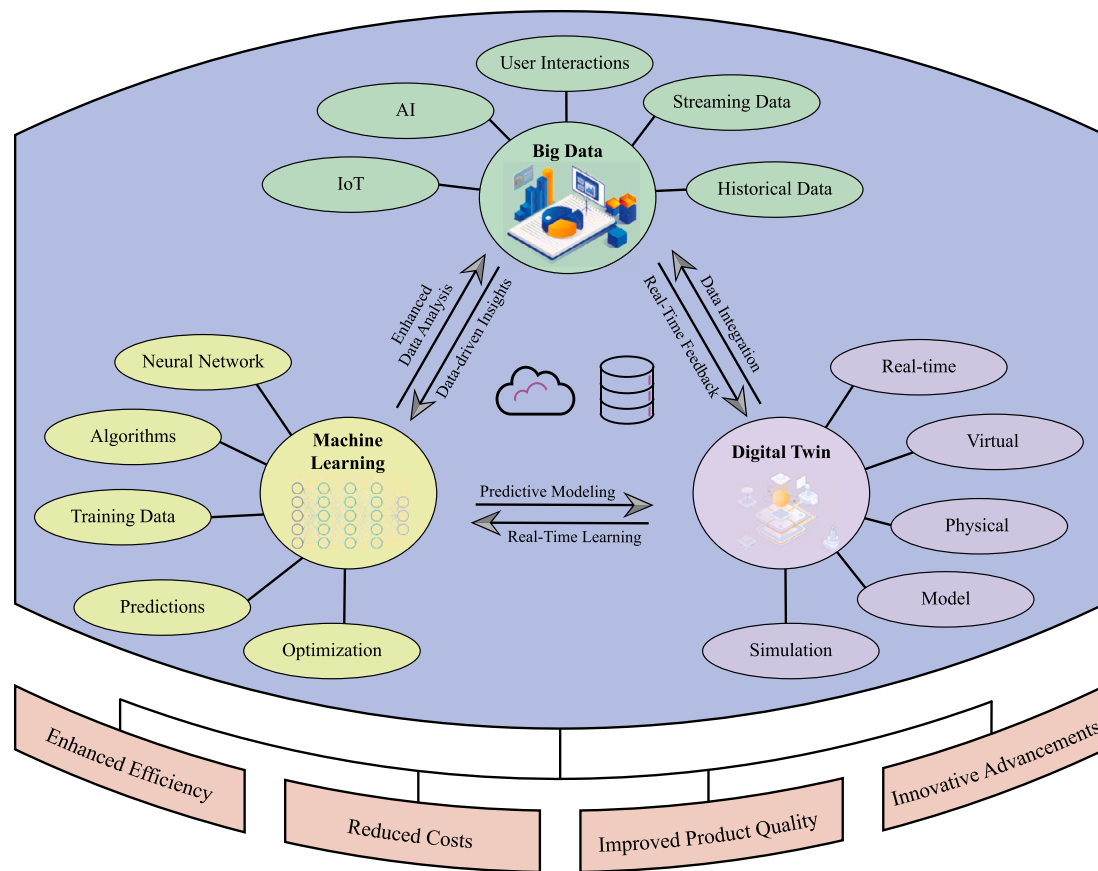 User Interactions
AI
Streaming Data
IoT
Big Data
Historical Data
Enhanced
Data Analysis
Data-driven Insights
Real-Time Feedback
Data Integration
Neural Network
Algorithms
Training Data
Predictions
Optimization
Machine
Learning
Predictive Modeling
Real-Time Learning
Digital Twin
Real-time
Virtual
Physical
Model
Simulation
Enhanced Efficiency
Reduced Costs
Improved Product Quality
Innovative Advancements